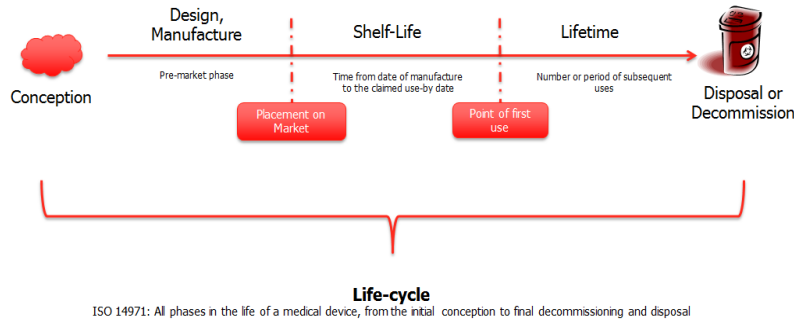 Design,
Manufacture
Shelf-Life
Lifetime
Pre-market phase
Time from date of manufacture
to the claimed use-by date
Number or period of subsequent
uses
Conception
Disposal or
Decommission
Placement on
Market
Point of first
use
Life-cycle
ISO 14971: All phases in the life of a medical device, from the initial conception to final decommissioning and disposal